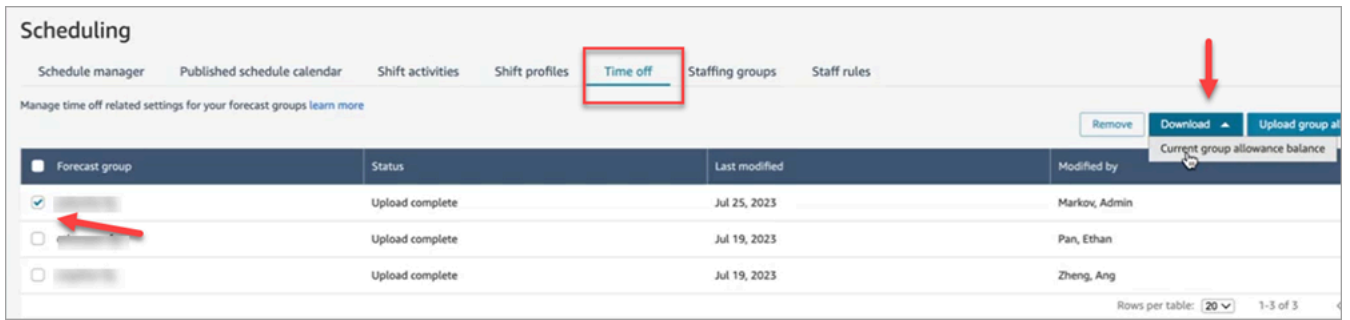 Scheduling
Schedule manager Published schedule calendar Shift activities Shift profiles Time off Staffing groups Staff rules
Manage time off related settings for your forecast groups learn more
Remove Download Upload group al
Current group allowance balance
Forecast group Status Last modified Modified by
Upload complete Jul 25, 2023 Markov, Admin
Upload complete Jul 19, 2023 Pan, Ethan
Upload complete Jul 19, 2023 Zheng, Ang
Rows per table: 20 1-3 of 3